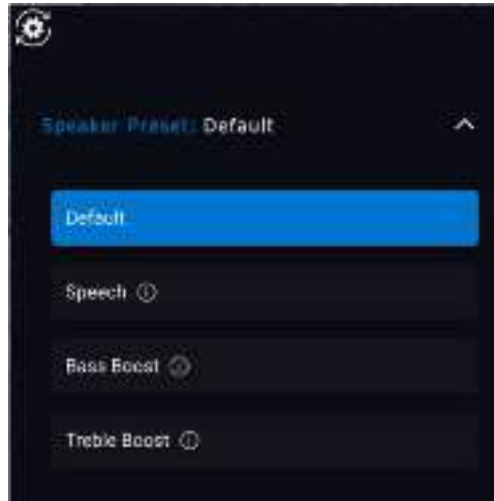 Speaker Preset: Default
Default
Speech
Bass Boost
Treble Boost